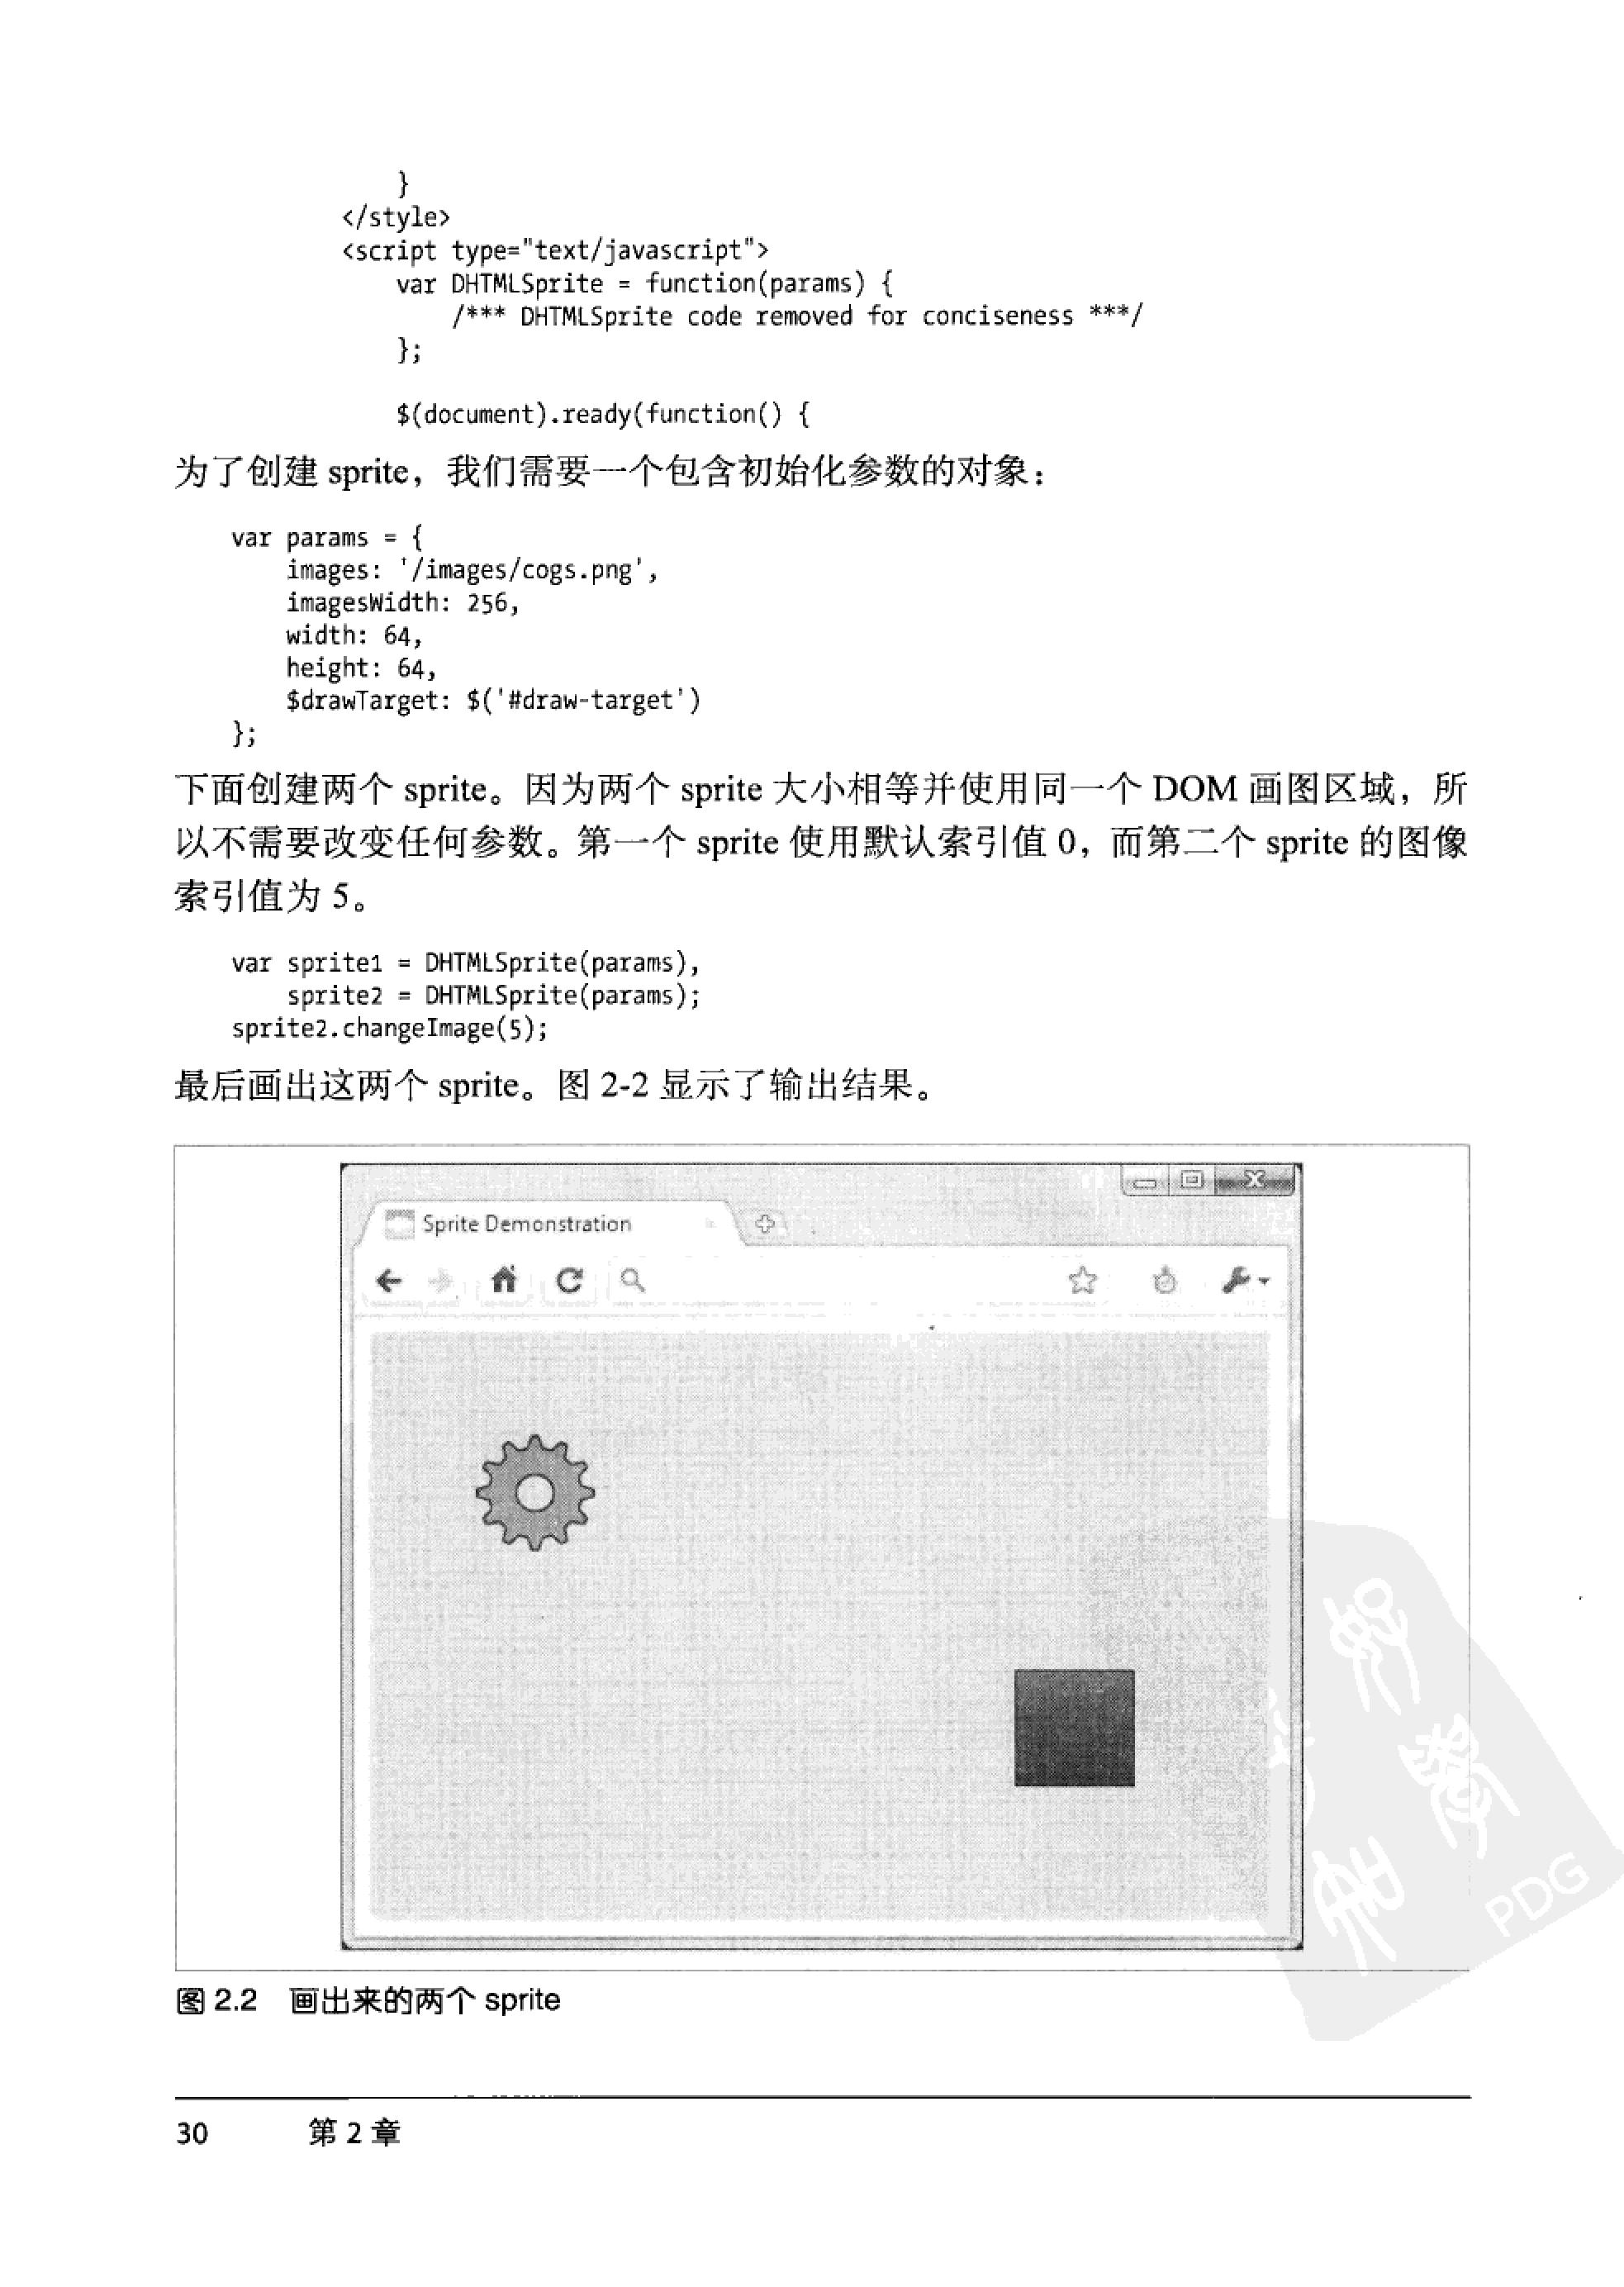 }
</style>
<script type="text/javascript">
var DHTMLSprite = function(params) {
/*** DHTMLSprite code removed for conciseness ***/
};
$(document).ready(function() {
为了创建 sprite，我们需要一个包含初始化参数的对象：
var params = {
images: '/images/cogs.png',
imagesWidth: 256,
width: 64,
height: 64,
$drawTarget: $('#draw-target')
};
下面创建两个 sprite。因为两个 sprite 大小相等并使用同一个 DOM 画图区域，所
以不需要改变任何参数。第一个 sprite 使用默认索引值 0，而第二个 sprite 的图像
索引值为 5。
var sprite1 = DHTMLSprite(params),
sprite2 = DHTMLSprite(params);
sprite2.changeImage(5);
最后画出这两个 sprite。图 2-2 显示了输出结果。
Sprite Demonstration
PDG
图 2.2 画出来的两个 sprite
30 第 2 章